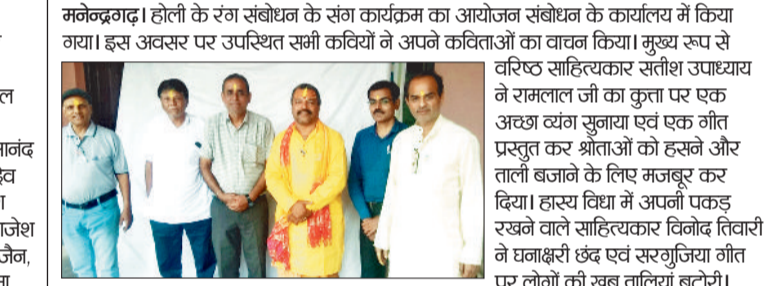 मनेन्द्रगढ़। होली के रंग संबोधन के संग कार्यक्रम का आयोजन संबोधन के कार्यालय में किया
गया। इस अवसर पर उपस्थित सभी कवियों ने अपने कविताओं का वाचन किया। मुख्य रूप से
वरिष्ठ साहित्यकार सतीश उपाध्याय
ने रामलाल जी का कुत्ता पर एक
अच्छा व्यंग सुनाया एवं एक गीत
प्रस्तुत कर श्रोताओं को हसने और
ताली बजाने के लिए मजबूर कर
दिया। हास्य विधा में अपनी पकड़
रखने वाले साहित्यकार विनोद तिवारी
ने घनाक्षरी छंद एवं सरगुजिया गीत
पर लोगों की खूब तालियां बटोरी।